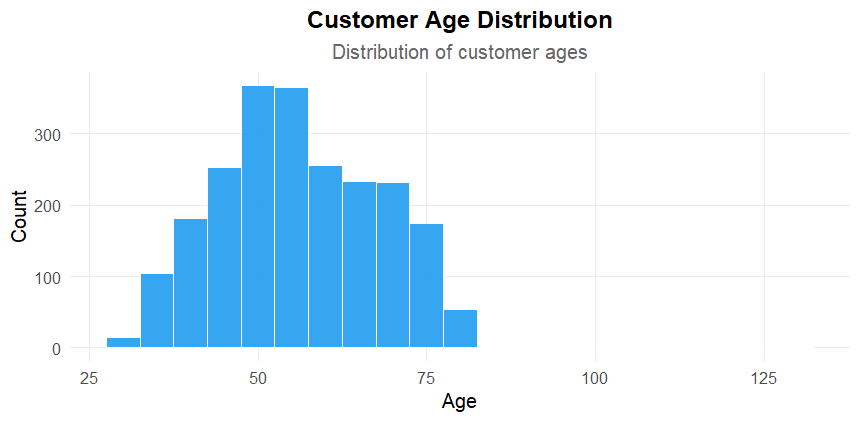 Customer Age Distribution
Distribution of customer ages
Count
300
200
100
0
25 50 75 100 125
Age